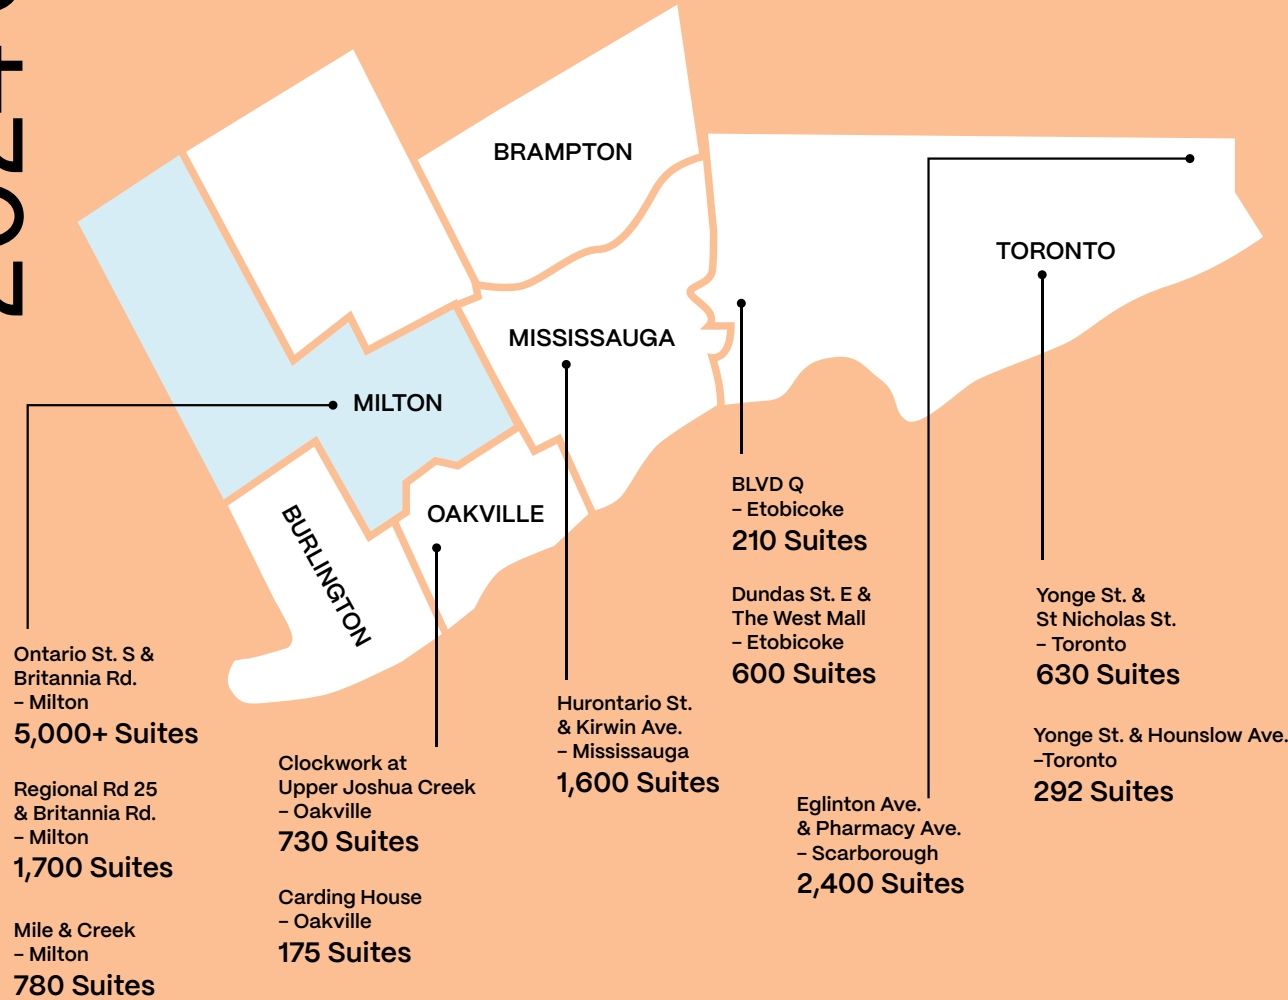 BRAMPTON
TORONTO
MISSISSAUGA
MILTON
OAKVILLE
BURLINGTON
Ontario St. S &
Britannia Rd.
– Milton
5,000+ Suites
Regional Rd 25
& Britannia Rd.
– Milton
1,700 Suites
Mile & Creek
– Milton
780 Suites
Clockwork at
Upper Joshua Creek
– Oakville
730 Suites
Carding House
– Oakville
175 Suites
Hurontario St.
& Kirwin Ave.
– Mississauga
1,600 Suites
BLVD Q
– Etobicoke
210 Suites
Dundas St. E &
The West Mall
– Etobicoke
600 Suites
Eglinton Ave.
& Pharmacy Ave.
– Scarborough
2,400 Suites
Yonge St. &
St Nicholas St.
– Toronto
630 Suites
Yonge St. & Hounslow Ave.
–Toronto
292 Suites